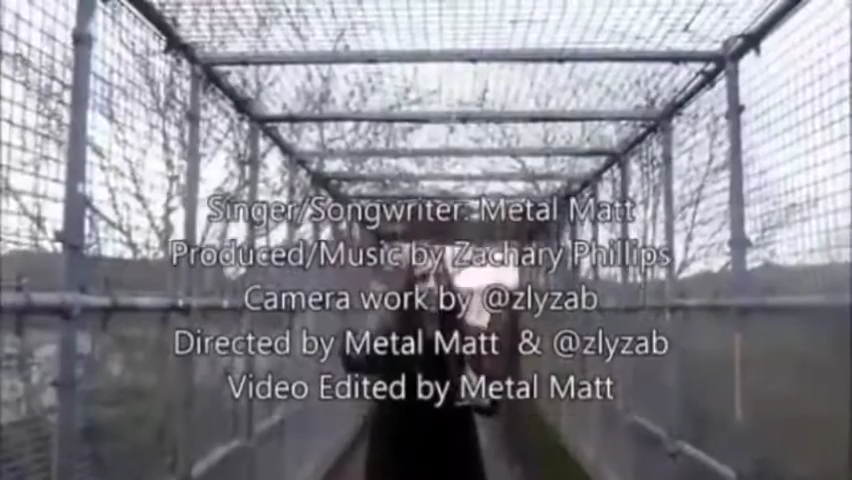 Singer/Songwriter: Metal Matt
Produced/Music by Zachary Phillips
Camera work by @zlyzab
Directed by Metal Matt & @zlyzab
Video Edited by Metal Matt